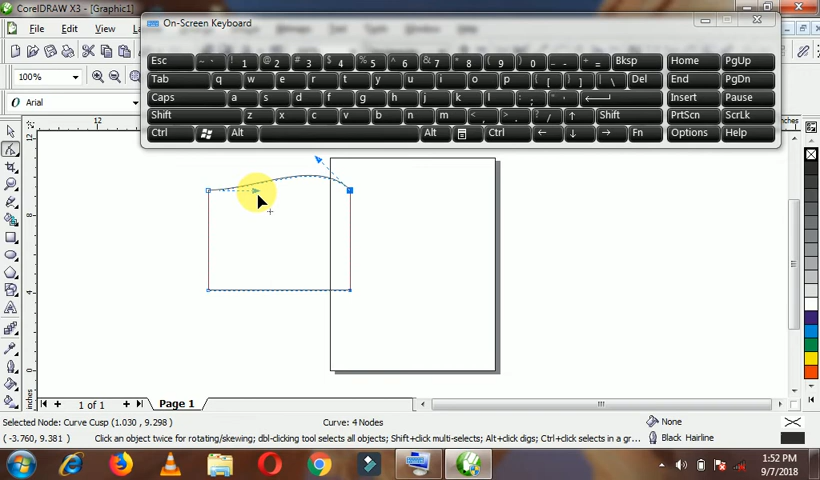 CorelDRAW X3 - [Graphic1]
On-Screen Keyboard
File Edit View
Esc ~ ` ! 1 @ 2 # 3 $ 4 % 5 ^ 6 & 7 * 8 ( 9 ) 0 _ - + = Bksp Home PgUp
100%
Tab q w e r t y u i o p { [ } ] | \ Del End PgDn
Arial
Caps a s d f g h j k l : ; " ' Insert Pause
Shift z x c v b n m < , > . ? / Shift PrtScn ScrLk
Ctrl Alt Alt Ctrl Fn Options Help
12
12
8
4
0
inches
1 of 1 Page 1
Selected Node: Curve Cusp (1.030 , 9.298 ) Curve: 4 Nodes None
( -3.760, 9.381 ) Click an object twice for rotating/skewing; dbl-clicking tool selects all objects; Shift+click multi-selects; Alt+click digs; Ctrl+click selects in a gr... Black Hairline
1:52 PM
9/7/2018